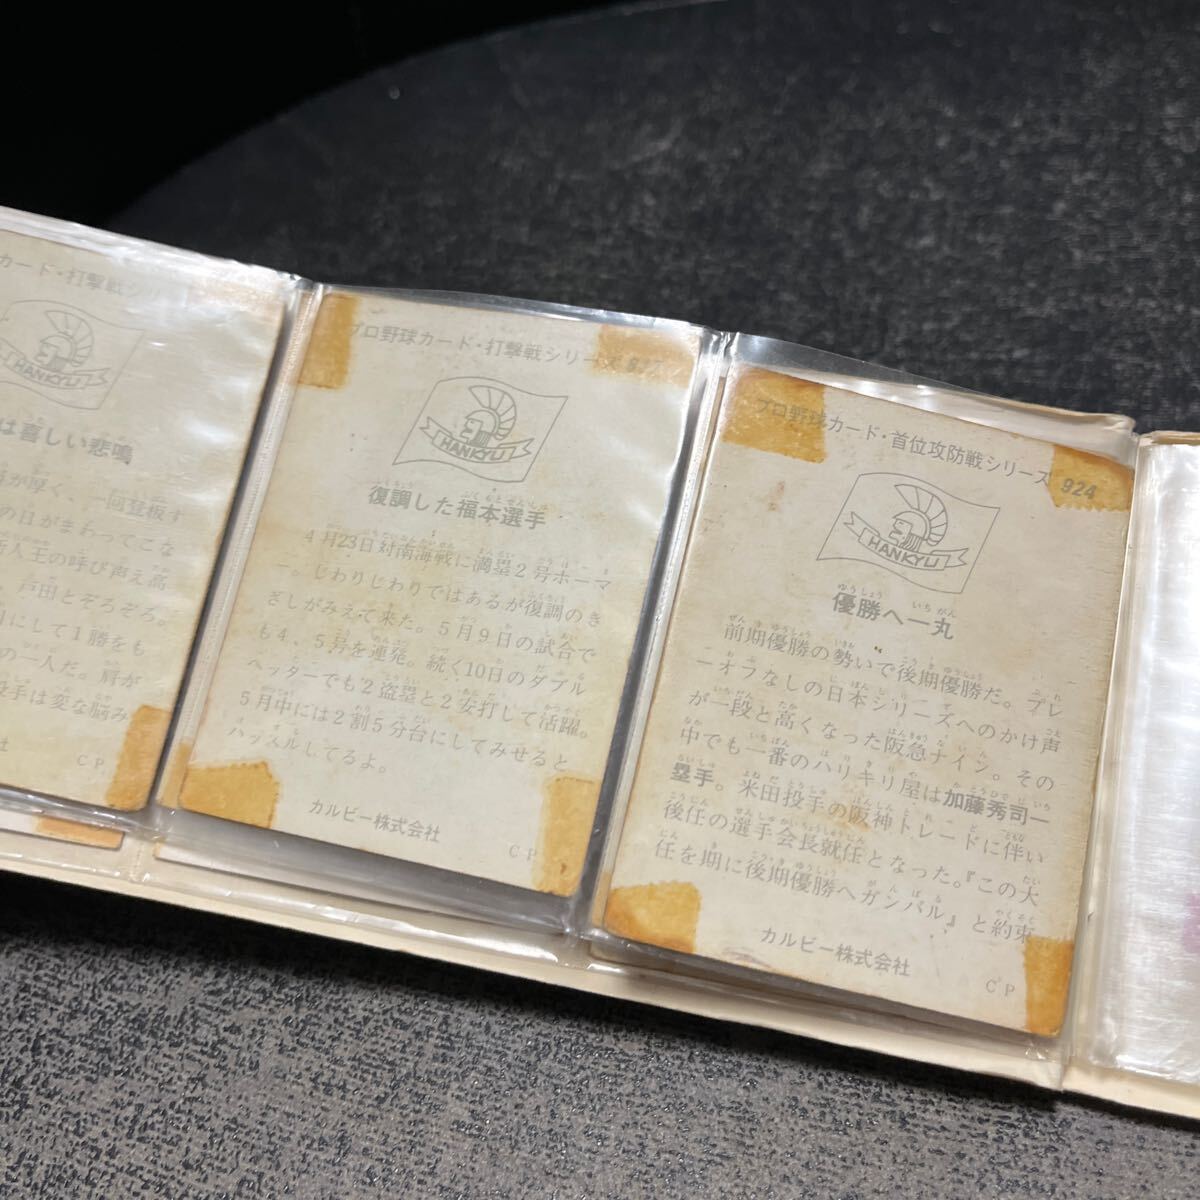 カード・打撃戦シリ
HANKYU
は喜しい悲鳴
が厚く、一回登板す
の日がまわってこな
人王の呼び声え高
戸田とぞろぞろ。
にして1勝をも
の一人だ。肩が
投手は変な悩み
社
C P
プロ野球カード・打撃戦シリーズ
HANKYU
復調した福本選手
4月23日対南海戦に満塁2号ホーマ
ー。じわりじわりではあるが復調のき
ざしがみえて来た。5月9日の試合で
も4、5号を連発。続く10日のダブル
ヘッターでも2盗塁と2安打して活躍。
5月中には2割5分台にしてみせると
ハッスルしてるよ。
カルビー株式会社
C P
プロ野球カード・首位攻防戦シリーズ 924
HANKYU
優勝へ一丸
前期優勝の勢いで後期優勝だ。プレ
ーオフなしの日本シリーズへのかけ声
が一段と高くなった阪急ナイン。その
中でも一番のハリキリ屋は加藤秀司一
塁手。米田投手の阪神トレードに伴い
後任の選手会長就任となった。『この大
任を期に後期優勝へガンバル』と約束。
カルビー株式会社
C P